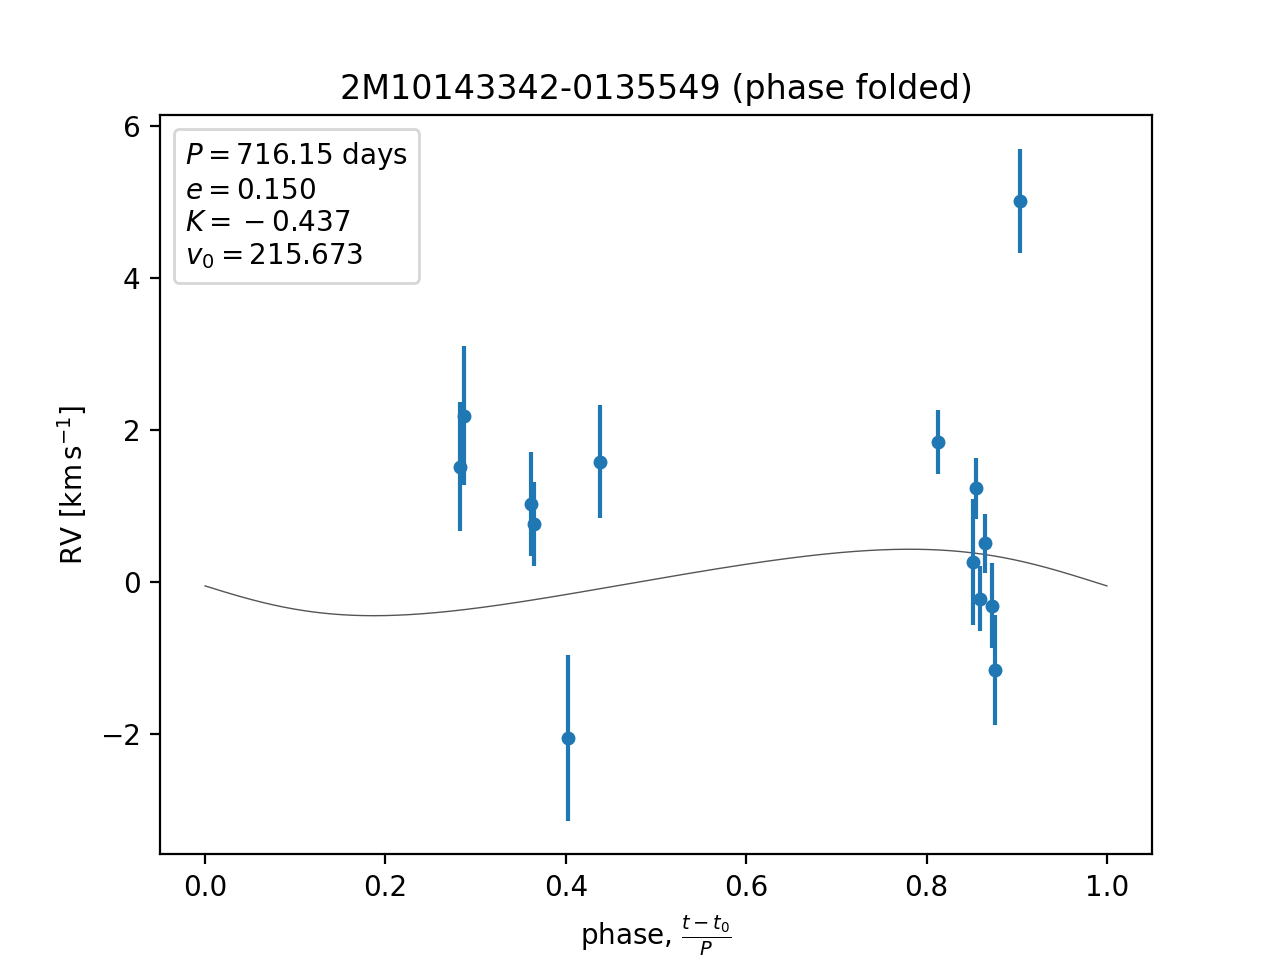 2M10143342-0135549 (phase folded)
P = 716.15 days
e = 0.150
K = −0.437
v₀ = 215.673
RV [km s⁻¹]
6
4
2
0
−2
0.0 0.2 0.4 0.6 0.8 1.0
phase, (t − t₀)/P